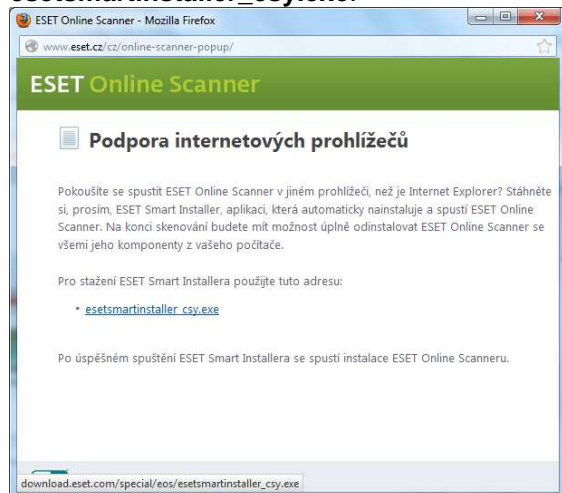 ESET Online Scanner - Mozilla Firefox
www.eset.cz/cz/online-scanner-popup/
ESET Online Scanner
Podpora internetových prohlížečů
Pokoušíte se spustit ESET Online Scanner v jiném prohlížeči, než je Internet Explorer? Stáhněte
si, prosím, ESET Smart Installer, aplikaci, která automaticky nainstaluje a spustí ESET Online
Scanner. Na konci skenování budete mít možnost úplně odinstalovat ESET Online Scanner se
všemi jeho komponenty z vašeho počítače.
Pro stažení ESET Smart Installera použijte tuto adresu:
• esetsmartinstaller_csy.exe
Po úspěšném spuštění ESET Smart Installera se spustí instalace ESET Online Scanneru.
download.eset.com/special/eos/esetsmartinstaller_csy.exe